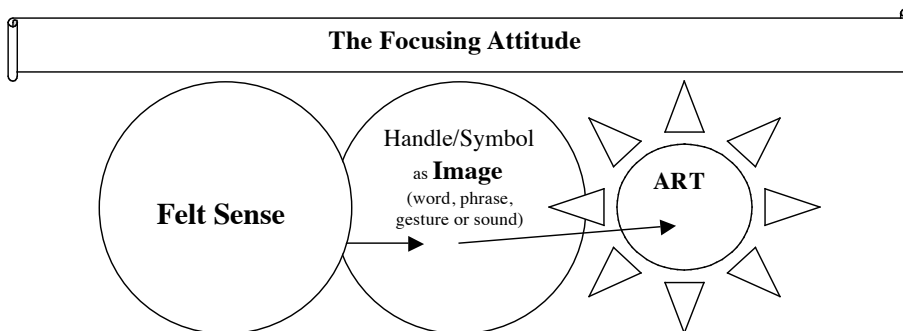 The Focusing Attitude
Felt Sense
Handle/Symbol
as Image
(word, phrase,
gesture or sound)
ART